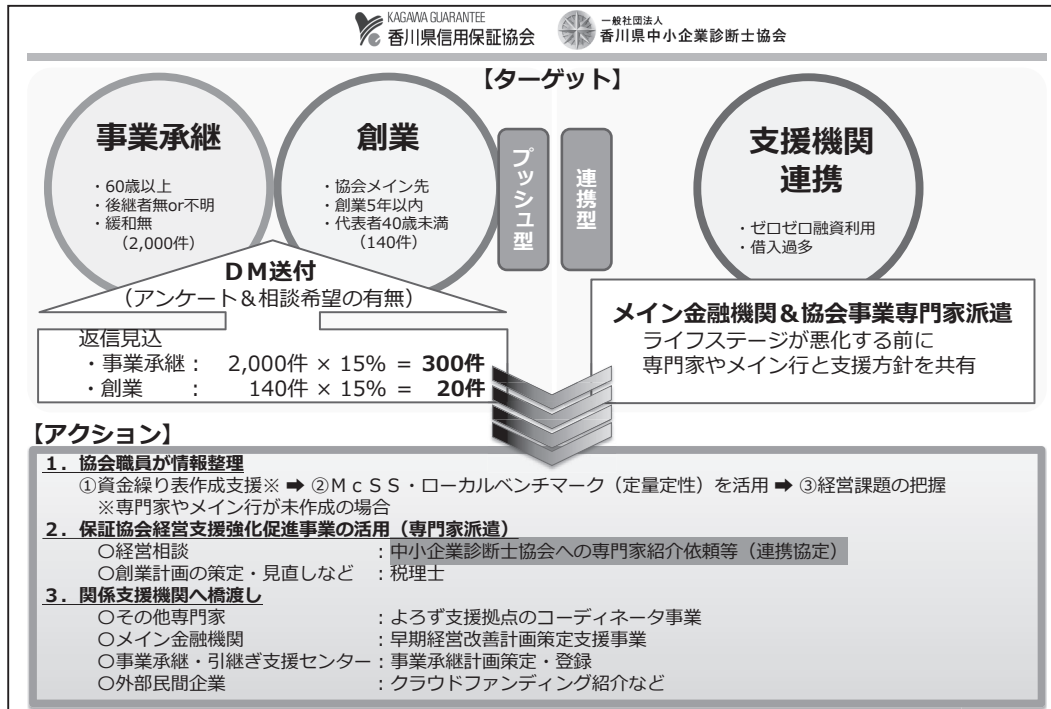 KAGAWA GUARANTEE
香川県信用保証協会
一般社団法人
香川県中小企業診断士協会
【ターゲット】
事業承継
・60歳以上
・後継者無or不明
・緩和無
（2,000件）
創業
・協会メイン先
・創業5年以内
・代表者40歳未満
（140件）
プッシュ型
連携型
支援機関
連携
・ゼロゼロ融資利用
・借入過多
ＤＭ送付
（アンケート＆相談希望の有無）
返信見込
・事業承継： 2,000件 × 15% ＝ 300件
・創業 ： 140件 × 15% ＝ 20件
メイン金融機関＆協会事業専門家派遣
ライフステージが悪化する前に
専門家やメイン行と支援方針を共有
【アクション】
１．協会職員が情報整理
①資金繰り表作成支援※ ➡ ②ＭｃＳＳ・ローカルベンチマーク（定量定性）を活用 ➡ ③経営課題の把握
※専門家やメイン行が未作成の場合
２．保証協会経営支援強化促進事業の活用（専門家派遣）
〇経営相談 ：中小企業診断士協会への専門家紹介依頼等（連携協定）
〇創業計画の策定・見直しなど ：税理士
３．関係支援機関へ橋渡し
〇その他専門家 ：よろず支援拠点のコーディネータ事業
〇メイン金融機関 ：早期経営改善計画策定支援事業
〇事業承継・引継ぎ支援センター：事業承継計画策定・登録
〇外部民間企業 ：クラウドファンディング紹介など